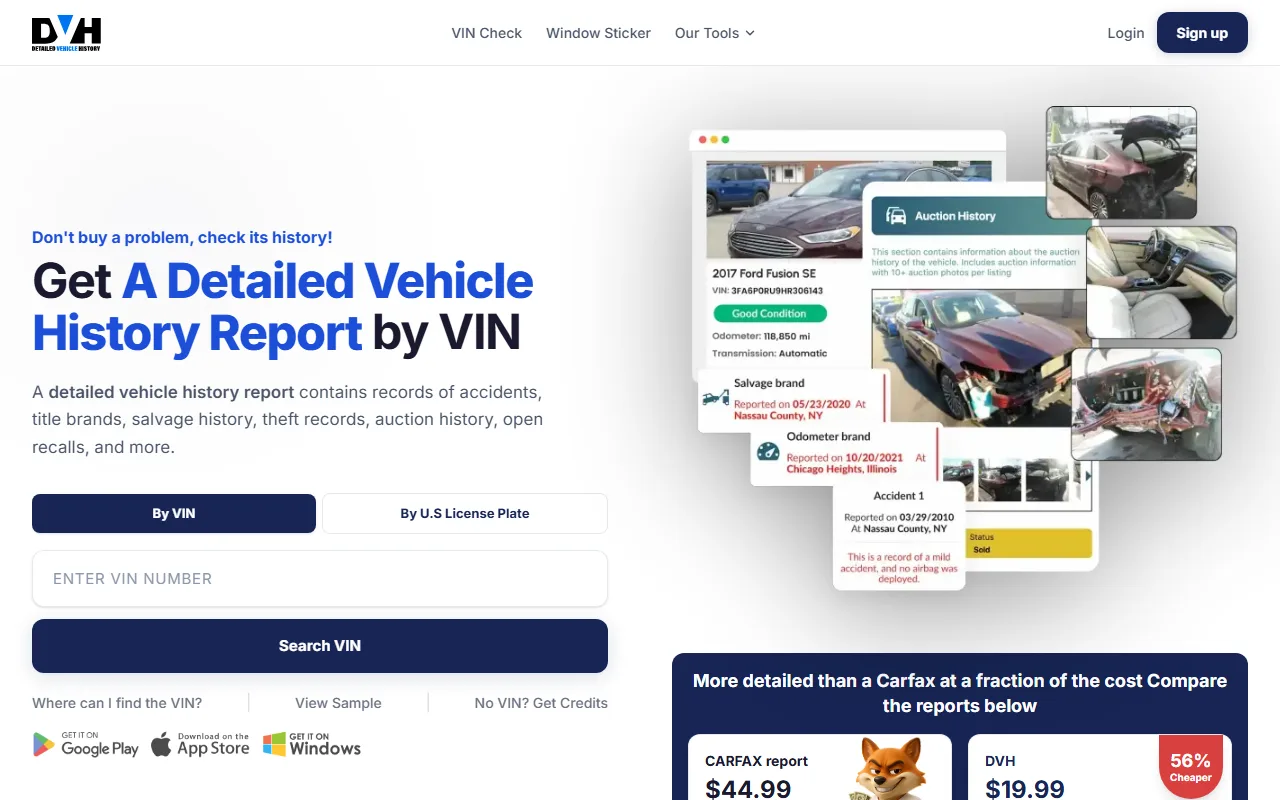 DVH
DETAILED VEHICLE HISTORY
VIN Check
Window Sticker
Our Tools
Login
Sign up
Don't buy a problem, check its history!
Get A Detailed Vehicle
History Report by VIN
A detailed vehicle history report contains records of accidents,
title brands, salvage history, theft records, auction history, open
recalls, and more.
By VIN
By U.S License Plate
ENTER VIN NUMBER
Search VIN
Where can I find the VIN?
View Sample
No VIN? Get Credits
GET IT ON
Google Play
Download on the
App Store
GET IT ON
Windows
2017 Ford Fusion SE
VIN: 3FA6P0RU9HR306143
Good Condition
Odometer: 118,850 mi
Transmission: Automatic
Auction History
This section contains information about the auction
history of the vehicle. Includes auction information
with 10+ auction photos per listing
Salvage brand
Reported on 05/23/2020 At
Nassau County, NY
Odometer brand
Reported on 10/20/2021 At
Chicago Heights, Illinois
Accident 1
Reported on 03/29/2010
At Nassau County, NY
This is a record of a mild
accident, and no airbag was
deployed.
Status
Sold
More detailed than a Carfax at a fraction of the cost Compare
the reports below
CARFAX report
$44.99
DVH
$19.99
56%
Cheaper